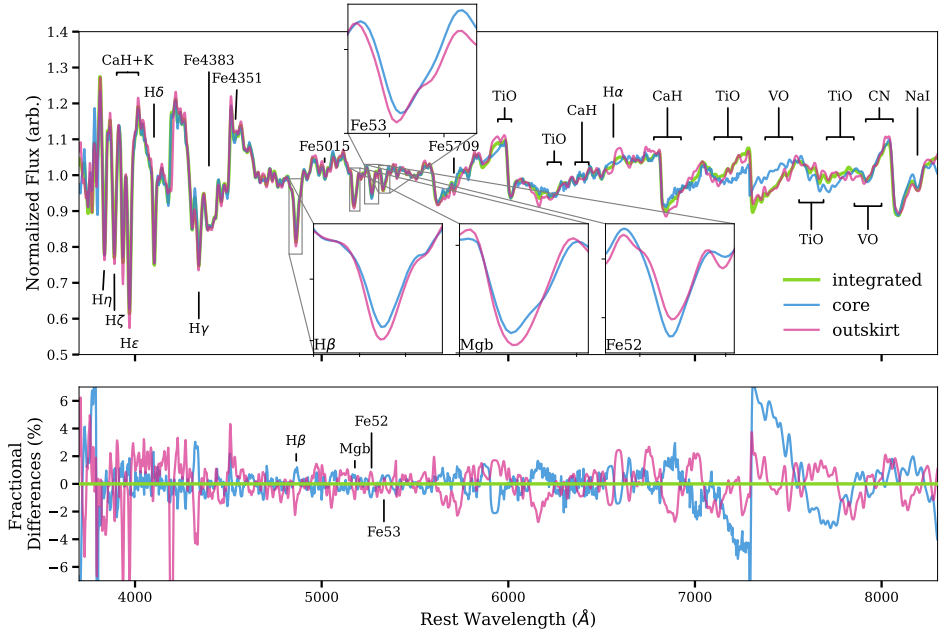 1.4
1.3
1.2
1.1
1.0
0.9
0.8
0.7
0.6
0.5
Normalized Flux (arb.)
CaH+K
Hδ
Fe4383
Fe4351
Fe53
Fe5015
Fe5709
TiO
TiO
CaH
Hα
CaH
TiO
VO
TiO
CN
NaI
TiO
VO
Hη
Hζ
Hε
Hγ
Hβ
Mgb
Fe52
integrated
core
outskirt
6
4
2
0
−2
−4
−6
Fractional
Differences (%)
Hβ
Mgb
Fe52
Fe53
4000
5000
6000
7000
8000
Rest Wavelength (Å)